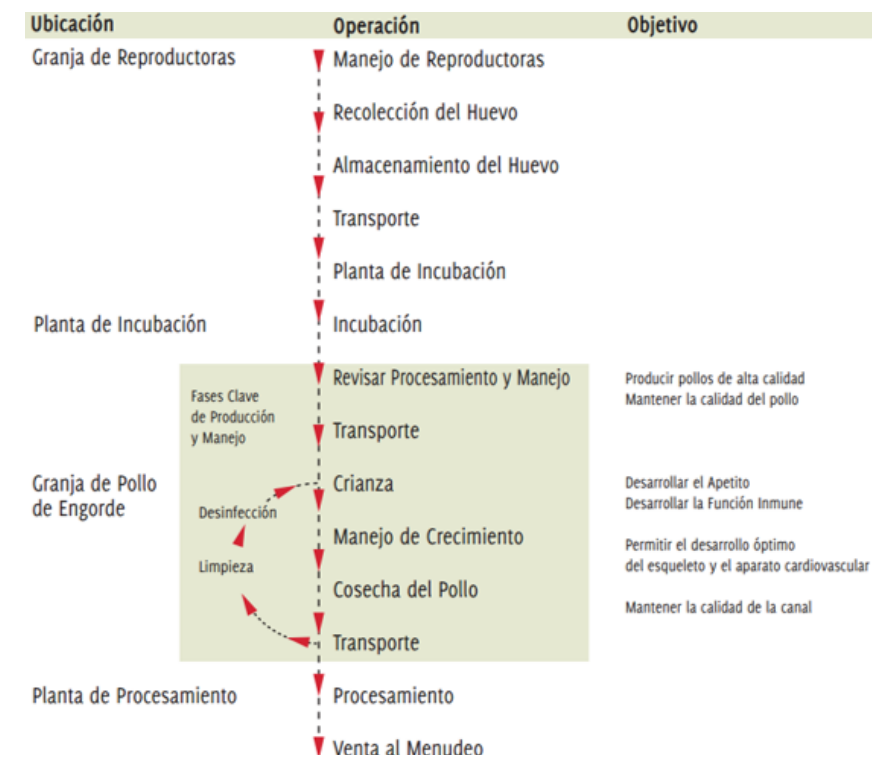 Ubicación Operación Objetivo
Granja de Reproductoras Manejo de Reproductoras
Recolección del Huevo
Almacenamiento del Huevo
Transporte
Planta de Incubación
Planta de Incubación Incubación
Revisar Procesamiento y Manejo Producir pollos de alta calidad
Mantener la calidad del pollo
Fases Clave
de Producción
y Manejo
Transporte
Granja de Pollo
de Engorde
Crianza
Desarrollar el Apetito
Desarrollar la Función Inmune
Desinfección
Manejo de Crecimiento
Permitir el desarrollo óptimo
del esqueleto y el aparato cardiovascular
Limpieza
Cosecha del Pollo
Mantener la calidad de la canal
Transporte
Planta de Procesamiento Procesamiento
Venta al Menudeo